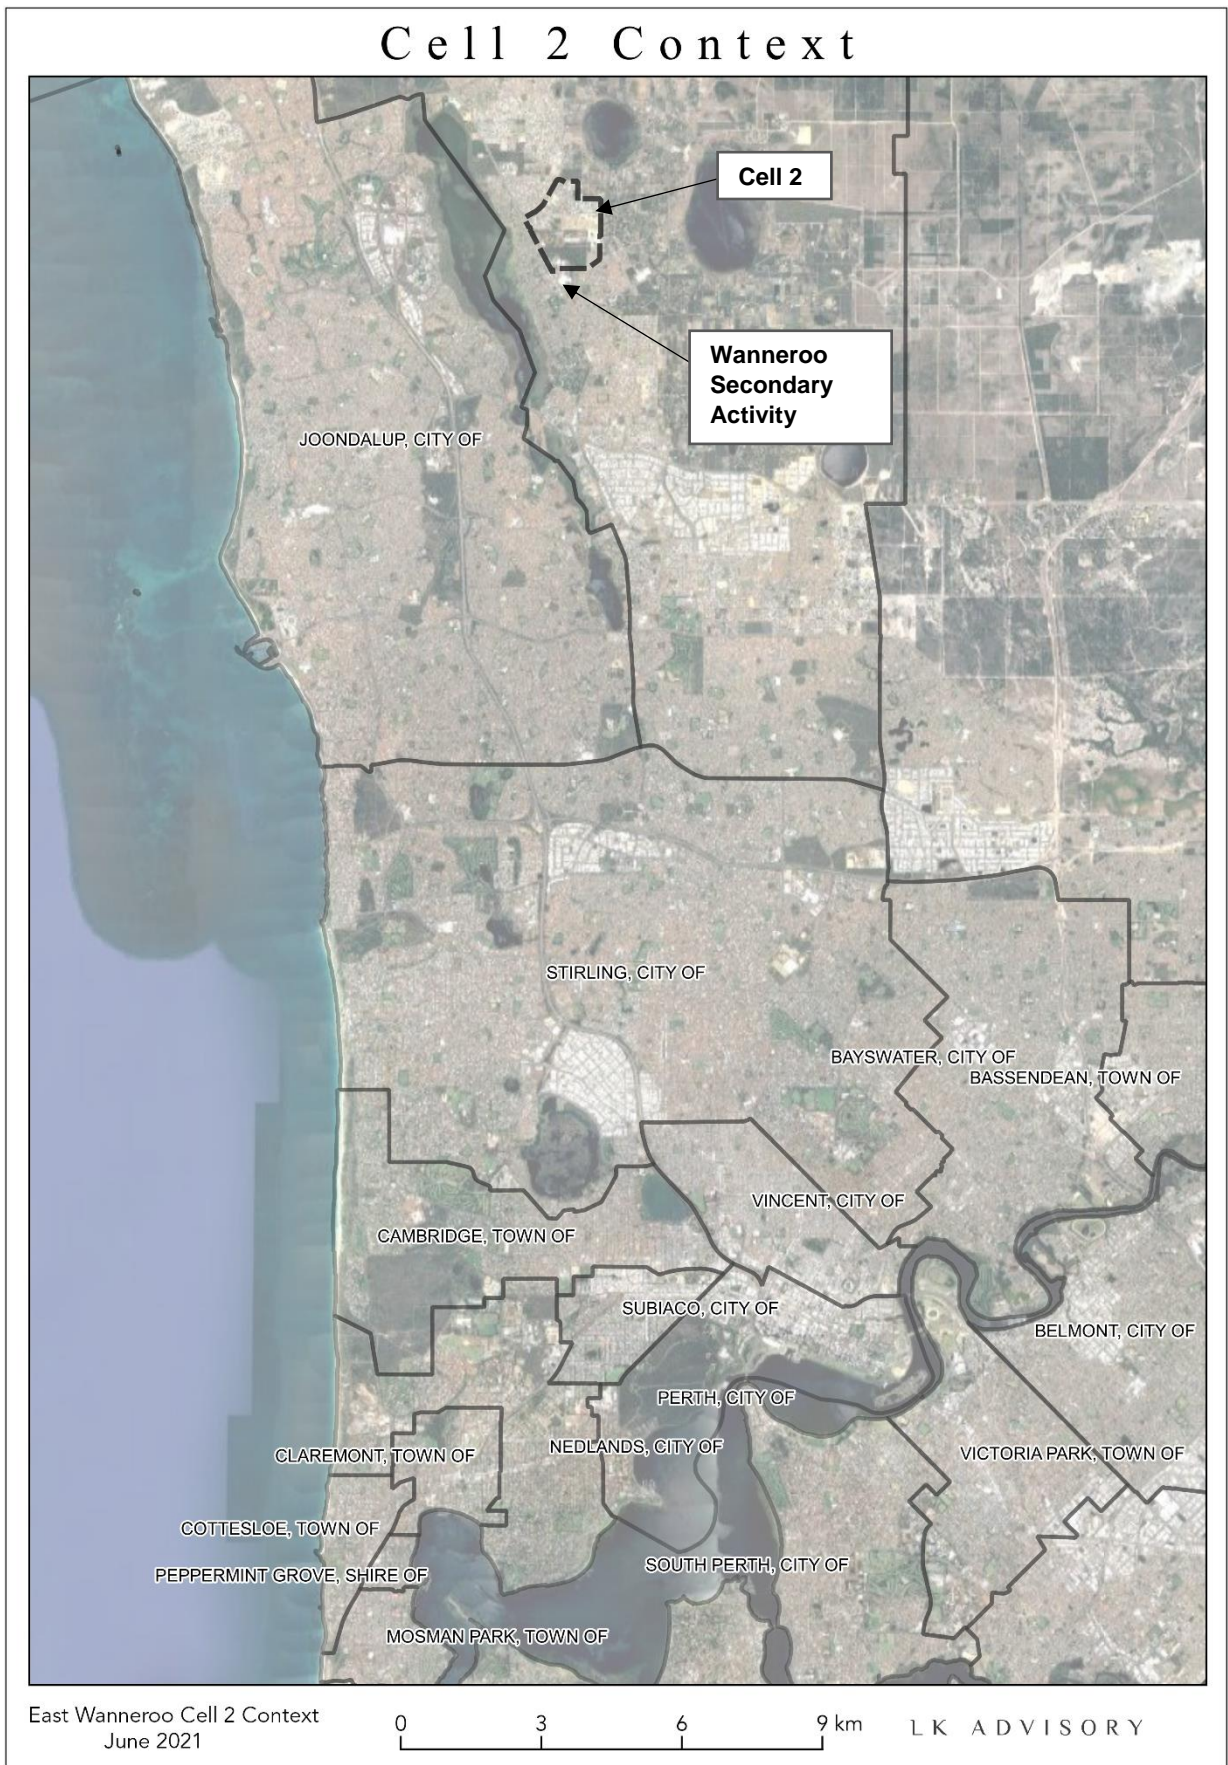 Cell 2 Context
Cell 2
Wanneroo
Secondary
Activity
JOONDALUP, CITY OF
STIRLING, CITY OF
BAYSWATER, CITY OF
BASSENDEAN, TOWN OF
VINCENT, CITY OF
CAMBRIDGE, TOWN OF
SUBIACO, CITY OF
BELMONT, CITY OF
PERTH, CITY OF
NEDLANDS, CITY OF
CLAREMONT, TOWN OF
VICTORIA PARK, TOWN OF
COTTESLOE, TOWN OF
SOUTH PERTH, CITY OF
PEPPERMINT GROVE, SHIRE OF
MOSMAN PARK, TOWN OF
East Wanneroo Cell 2 Context
June 2021
0 3 6 9 km
LK ADVISORY